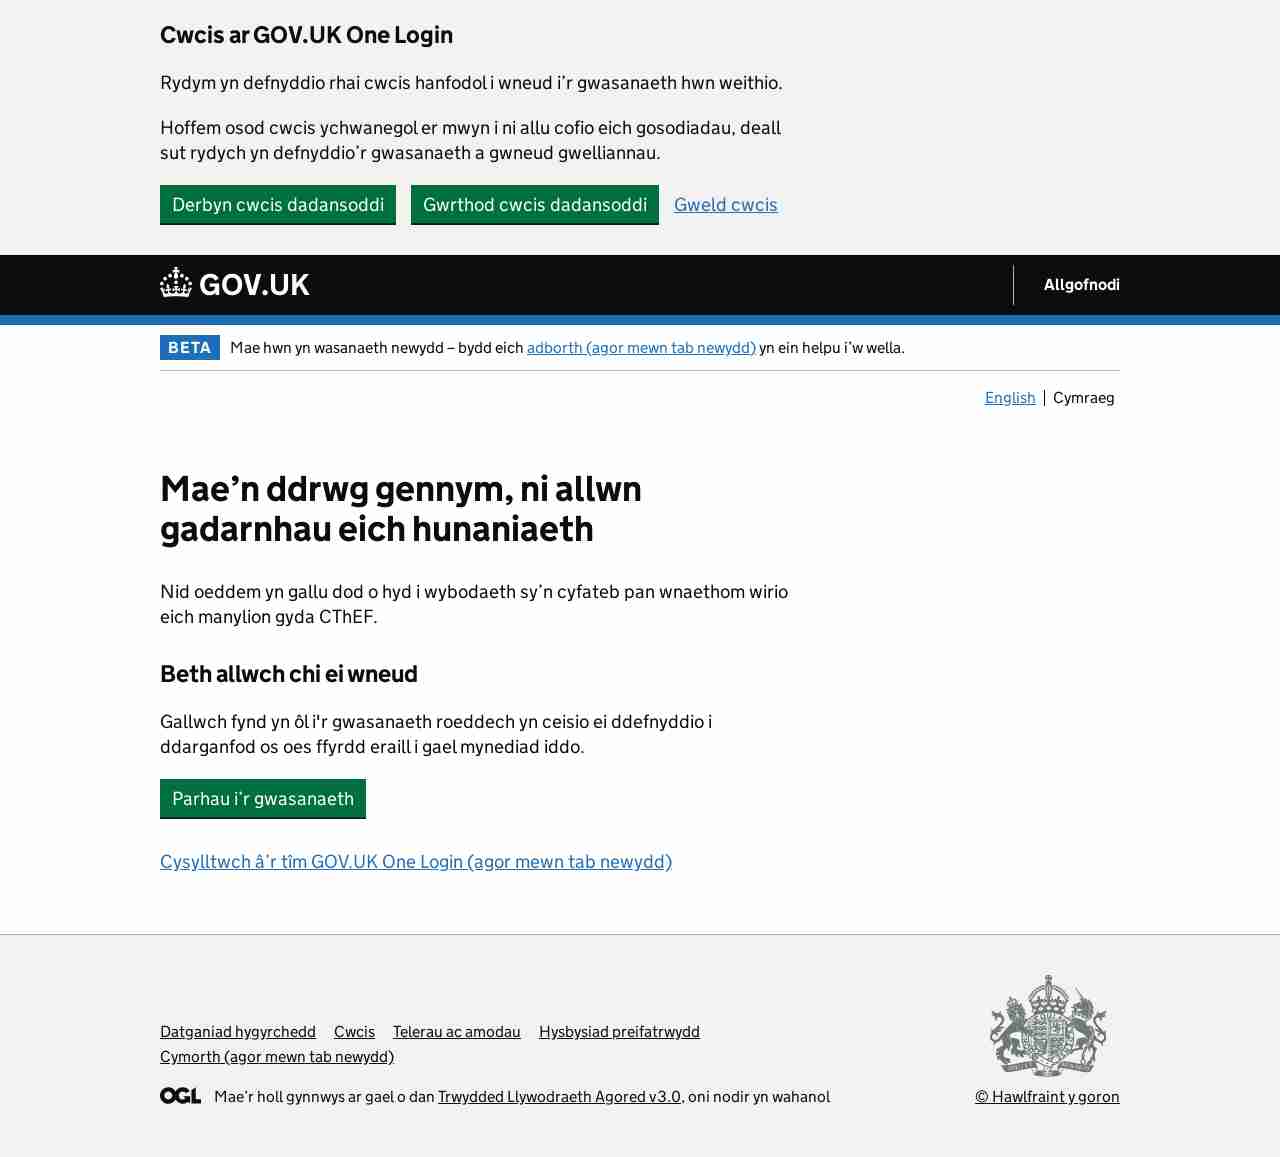 Cwcis ar GOV.UK One Login
Rydym yn defnyddio rhai cwcis hanfodol i wneud i’r gwasanaeth hwn weithio.
Hoffem osod cwcis ychwanegol er mwyn i ni allu cofio eich gosodiadau, deall
sut rydych yn defnyddio’r gwasanaeth a gwneud gwelliannau.
Derbyn cwcis dadansoddi Gwrthod cwcis dadansoddi Gweld cwcis
GOV.UK Allgofnodi
BETA Mae hwn yn wasanaeth newydd – bydd eich adborth (agor mewn tab newydd) yn ein helpu i’w wella.
English Cymraeg
Mae’n ddrwg gennym, ni allwn
gadarnhau eich hunaniaeth
Nid oeddem yn gallu dod o hyd i wybodaeth sy’n cyfateb pan wnaethom wirio
eich manylion gyda CThEF.
Beth allwch chi ei wneud
Gallwch fynd yn ôl i'r gwasanaeth roeddech yn ceisio ei ddefnyddio i
ddarganfod os oes ffyrdd eraill i gael mynediad iddo.
Parhau i’r gwasanaeth
Cysylltwch â’r tîm GOV.UK One Login (agor mewn tab newydd)
Datganiad hygyrchedd Cwcis Telerau ac amodau Hysbysiad preifatrwydd
Cymorth (agor mewn tab newydd)
OGL Mae’r holl gynnwys ar gael o dan Trwydded Llywodraeth Agored v3.0, oni nodir yn wahanol
© Hawlfraint y goron